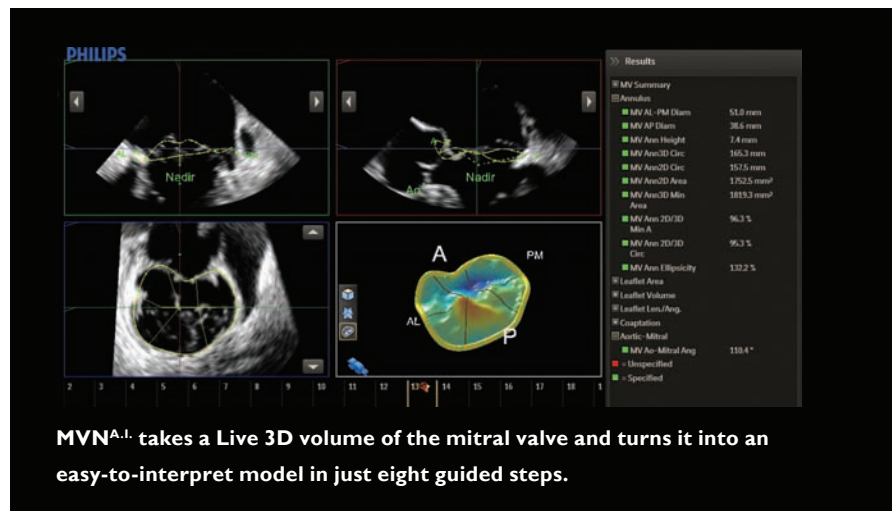 PHILIPS
Results
MV Summary
Annulus
MV AL-PM Diam 51.0 mm
MV AP Diam 38.6 mm
MV Ann Height 7.4 mm
MV Ann3D Circ 165.3 mm
MV Ann2D Circ 157.5 mm
MV Ann2D Area 1752.5 mm²
MV Ann3D Min 1819.3 mm²
Area
MV Ann 2D/3D 96.3 %
Min A
MV Ann 2D/3D 95.3 %
Circ
MV Ann Ellipsicity 132.2 %
Leaflet Area
Leaflet Volume
Leaflet Len./Ang.
Coaptation
Aortic-Mitral
MV Ao-Mitral Ang 110.4 °
= Unspecified
= Specified
Nadir
A
Nadir
Ao
A
PM
AL
P
2 3 4 5 6 7 8 9 10 11 12 13 14 15 16 17 18 1
MVNᴬ·ᴵ· takes a Live 3D volume of the mitral valve and turns it into an
easy-to-interpret model in just eight guided steps.